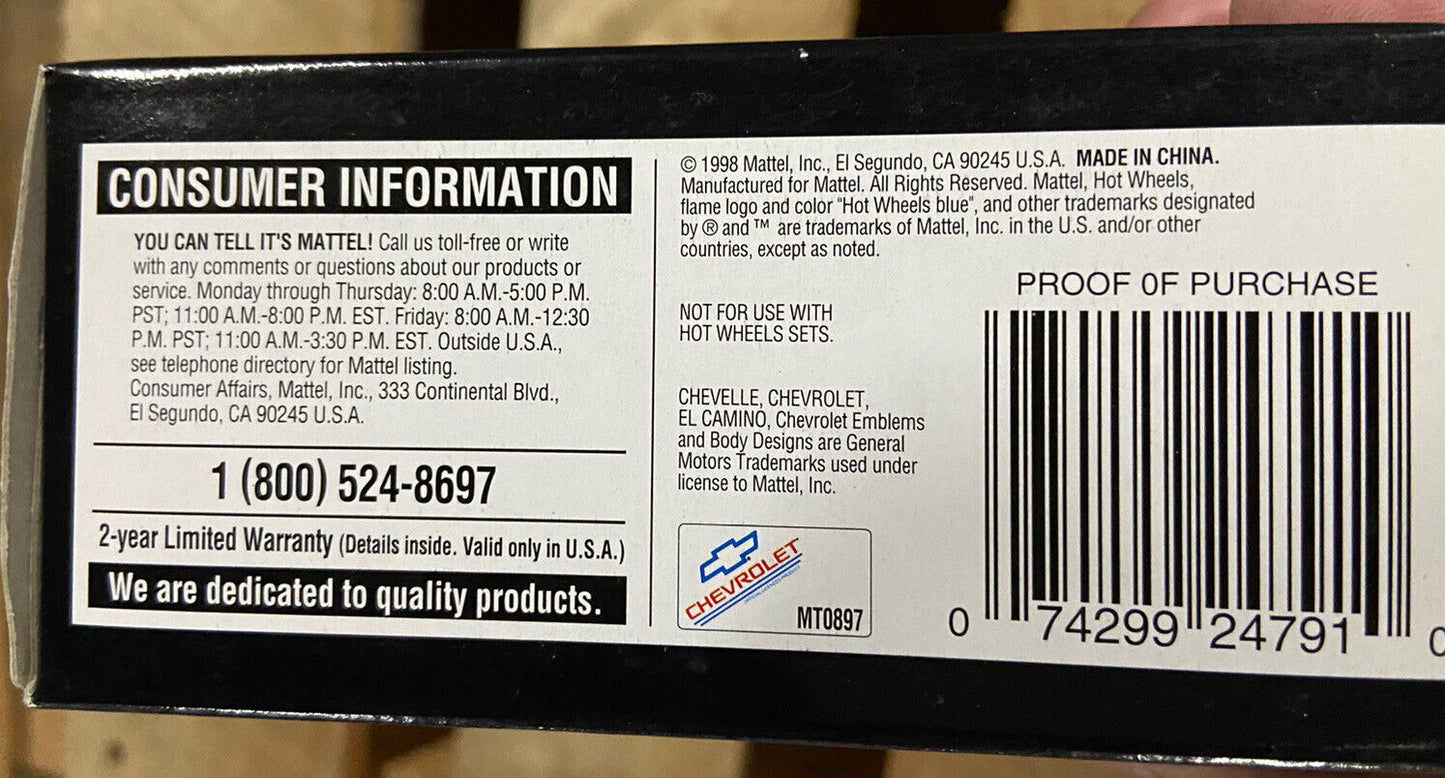 CONSUMER INFORMATION
YOU CAN TELL IT'S MATTEL! Call us toll-free or write
with any comments or questions about our products or
service. Monday through Thursday: 8:00 A.M.-5:00 P.M.
PST; 11:00 A.M.-8:00 P.M. EST. Friday: 8:00 A.M.-12:30
P.M. PST; 11:00 A.M.-3:30 P.M. EST. Outside U.S.A.,
see telephone directory for Mattel listing.
Consumer Affairs, Mattel, Inc., 333 Continental Blvd.,
El Segundo, CA 90245 U.S.A.
1 (800) 524-8697
2-year Limited Warranty (Details inside. Valid only in U.S.A.)
We are dedicated to quality products.
© 1998 Mattel, Inc., El Segundo, CA 90245 U.S.A. MADE IN CHINA.
Manufactured for Mattel. All Rights Reserved. Mattel, Hot Wheels,
flame logo and color "Hot Wheels blue", and other trademarks designated
by ® and ™ are trademarks of Mattel, Inc. in the U.S. and/or other
countries, except as noted.
NOT FOR USE WITH
HOT WHEELS SETS.
CHEVELLE, CHEVROLET,
EL CAMINO, Chevrolet Emblems
and Body Designs are General
Motors Trademarks used under
license to Mattel, Inc.
CHEVROLET
MT0897
PROOF 0F PURCHASE
0 74299 24791